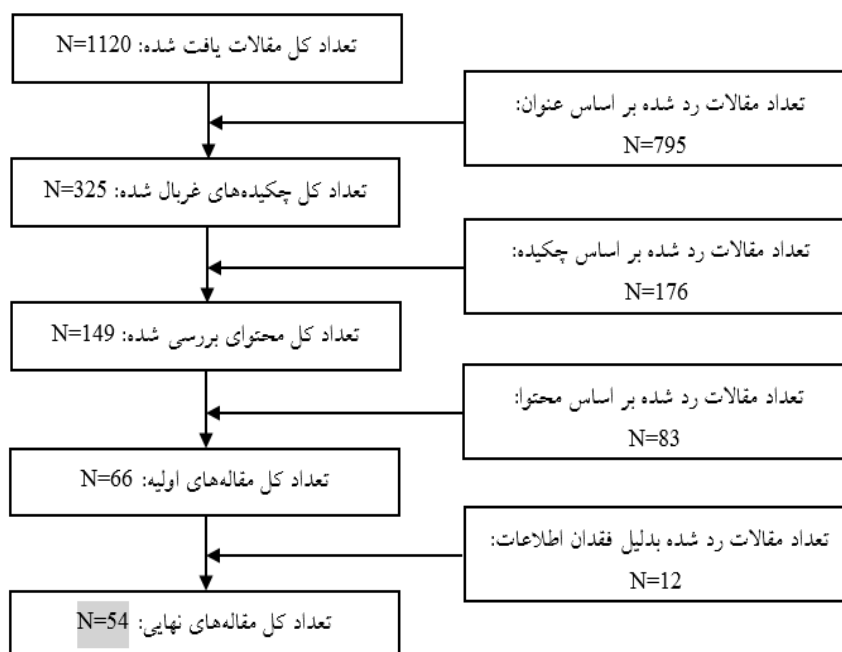 تعداد کل مقالات یافت شده: N=1120
تعداد مقالات رد شده بر اساس عنوان:
N=795
تعداد کل چکیده‌های غربال شده: N=325
تعداد مقالات رد شده بر اساس چکیده:
N=176
تعداد کل محتوای بررسی شده: N=149
تعداد مقالات رد شده بر اساس محتوا:
N=83
تعداد کل مقاله‌های اولیه: N=66
تعداد مقالات رد شده بدلیل فقدان اطلاعات:
N=12
تعداد کل مقاله‌های نهایی: N=54